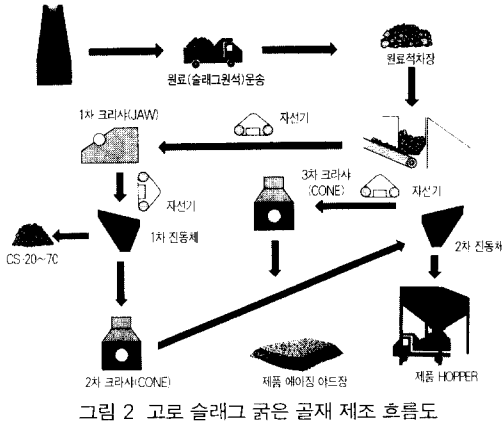 원료(슬래그원석)운송
원료적차장
1차 크라샤(JAW)
자선기
자선기
3차 크라샤
(CONE)
자선기
1차 진동체
2차 진동체
CS-20~70
2차 크라샤(CONE)
제품 에이징 야드장
제품 HOPPER
그림 2 고로 슬래그 굵은 골재 제조 흐름도